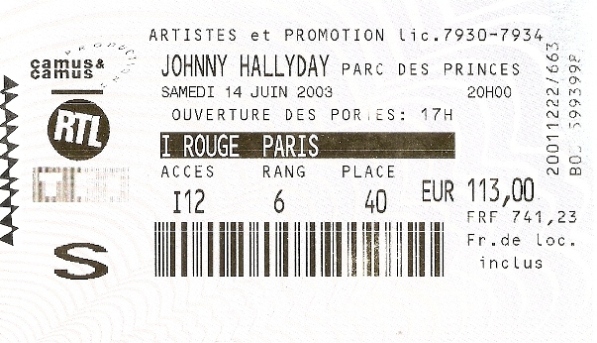 ARTISTES et PROMOTION lic.7930-7934
camus&
camus
PRODUCTIONS
JOHNNY HALLYDAY PARC DES PRINCES
SAMEDI 14 JUIN 2003 20H00
OUVERTURE DES PORTES: 17H
RTL
I ROUGE PARIS
ACCES RANG PLACE
I12 6 40
EUR 113,00
FRF 741,23
Fr.de loc.
inclus
S
20011222/663